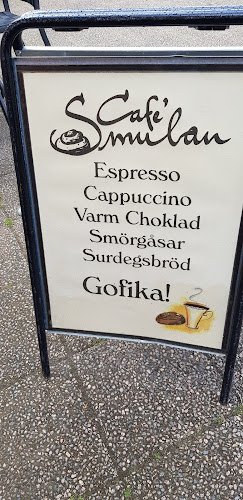 Café
Smulan
Espresso
Cappuccino
Varm Choklad
Smörgåsar
Surdegsbröd
Gofika!